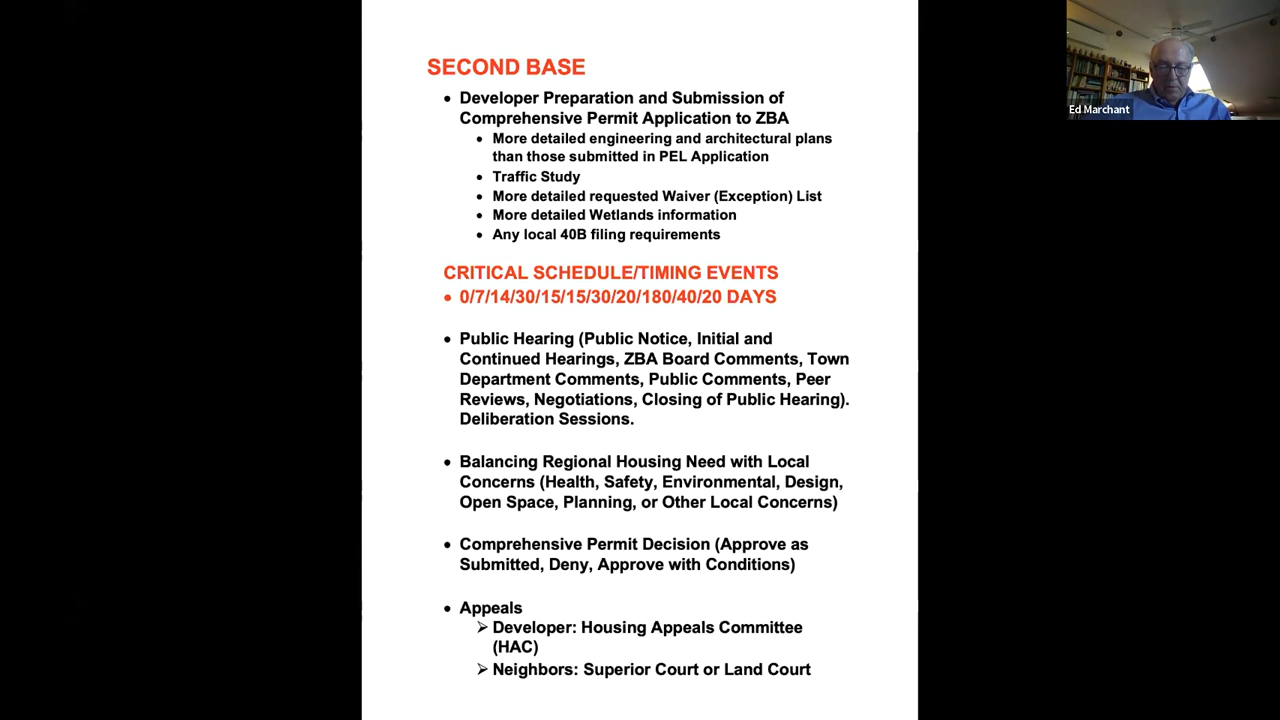 SECOND BASE
• Developer Preparation and Submission of
Comprehensive Permit Application to ZBA
• More detailed engineering and architectural plans
than those submitted in PEL Application
• Traffic Study
• More detailed requested Waiver (Exception) List
• More detailed Wetlands information
• Any local 40B filing requirements
CRITICAL SCHEDULE/TIMING EVENTS
• 0/7/14/30/15/15/30/20/180/40/20 DAYS
• Public Hearing (Public Notice, Initial and
Continued Hearings, ZBA Board Comments, Town
Department Comments, Public Comments, Peer
Reviews, Negotiations, Closing of Public Hearing).
Deliberation Sessions.
• Balancing Regional Housing Need with Local
Concerns (Health, Safety, Environmental, Design,
Open Space, Planning, or Other Local Concerns)
• Comprehensive Permit Decision (Approve as
Submitted, Deny, Approve with Conditions)
• Appeals
➢ Developer: Housing Appeals Committee
(HAC)
➢ Neighbors: Superior Court or Land Court
Ed Marchant